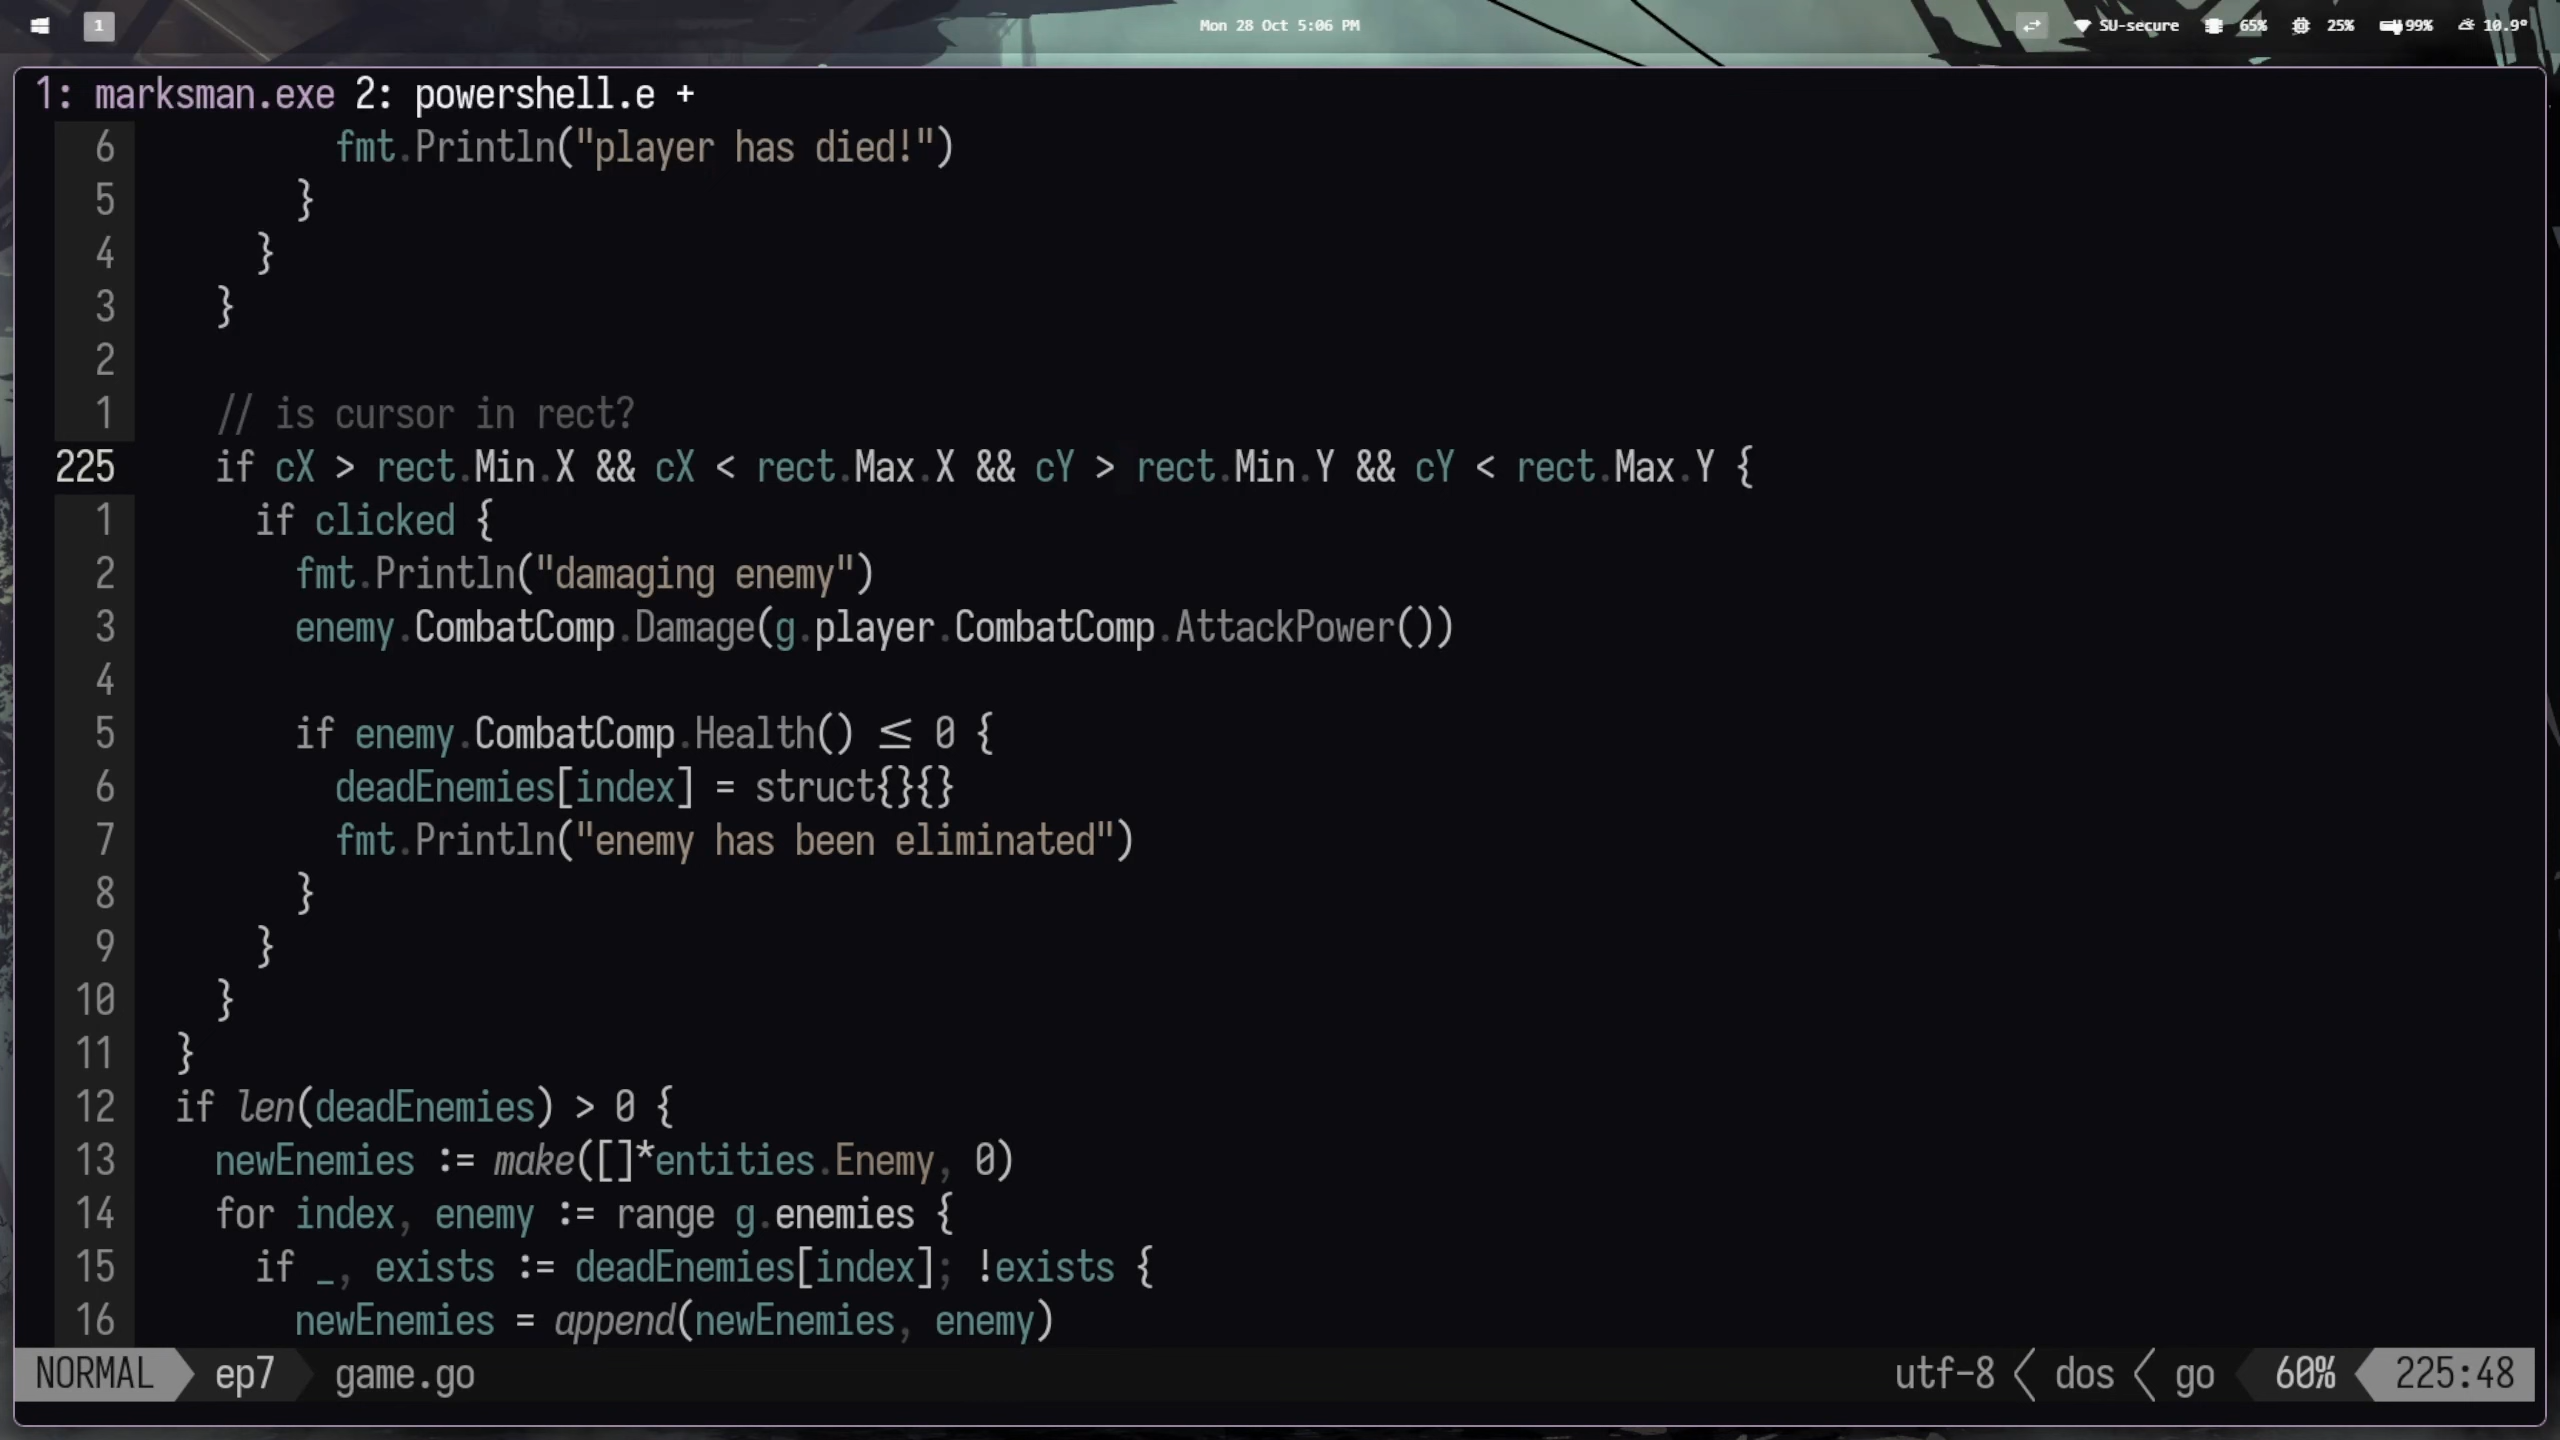 1 Mon 28 Oct 5:06 PM SU-secure 65% 25% 99% 10.9°
1: marksman.exe 2: powershell.e +
6 fmt.Println("player has died!")
5 }
4 }
3 }
2
1 // is cursor in rect?
225 if cX > rect.Min.X && cX < rect.Max.X && cY > rect.Min.Y && cY < rect.Max.Y {
1 if clicked {
2 fmt.Println("damaging enemy")
3 enemy.CombatComp.Damage(g.player.CombatComp.AttackPower())
4
5 if enemy.CombatComp.Health() ≤ 0 {
6 deadEnemies[index] = struct{}{}
7 fmt.Println("enemy has been eliminated")
8 }
9 }
10 }
11 }
12 if len(deadEnemies) > 0 {
13 newEnemies := make([]*entities.Enemy, 0)
14 for index, enemy := range g.enemies {
15 if _, exists := deadEnemies[index]; !exists {
16 newEnemies = append(newEnemies, enemy)
NORMAL ep7 game.go utf-8 dos go 60% 225:48